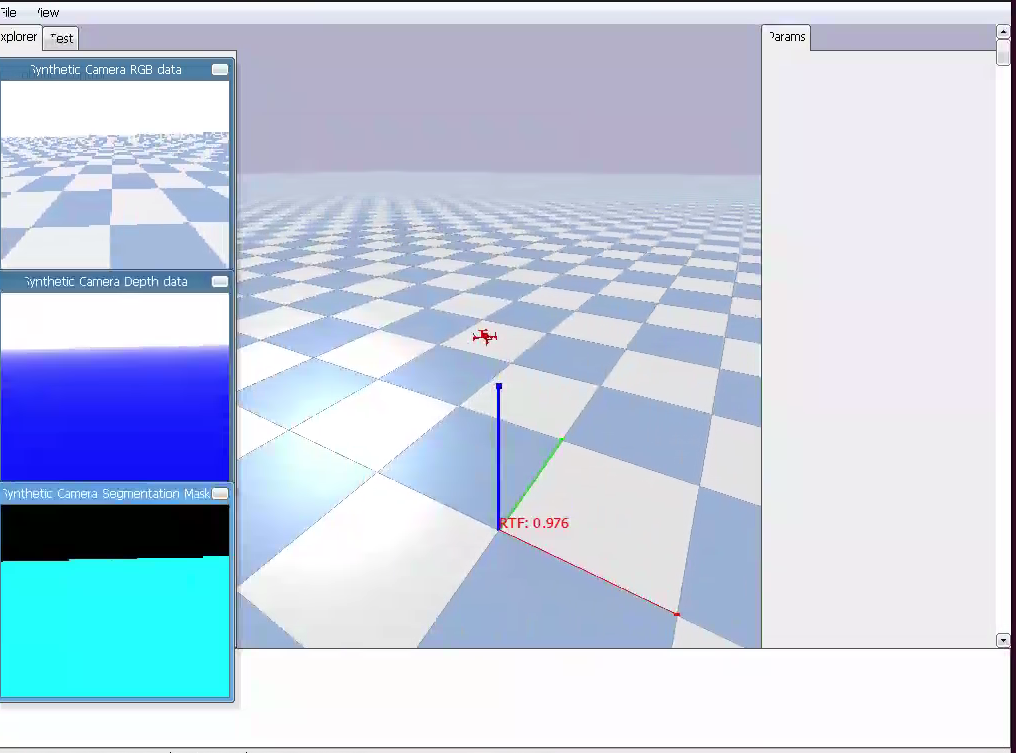 File View
Explorer Test Params
Synthetic Camera RGB data
Synthetic Camera Depth data
Synthetic Camera Segmentation Mask
RTF: 0.976